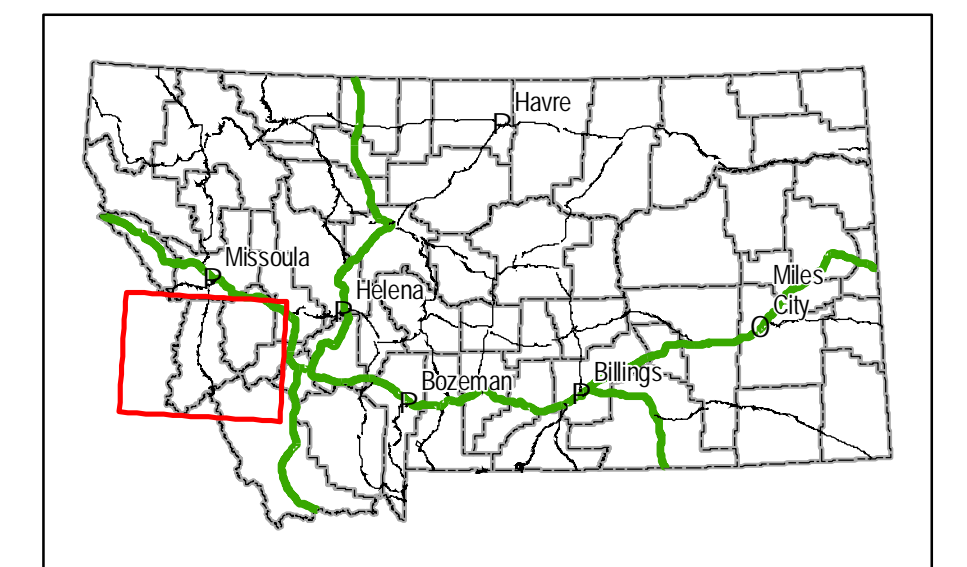 Havre
P
Missoula
P
Helena
P
Miles
City
O
Billings
P
Bozeman
P